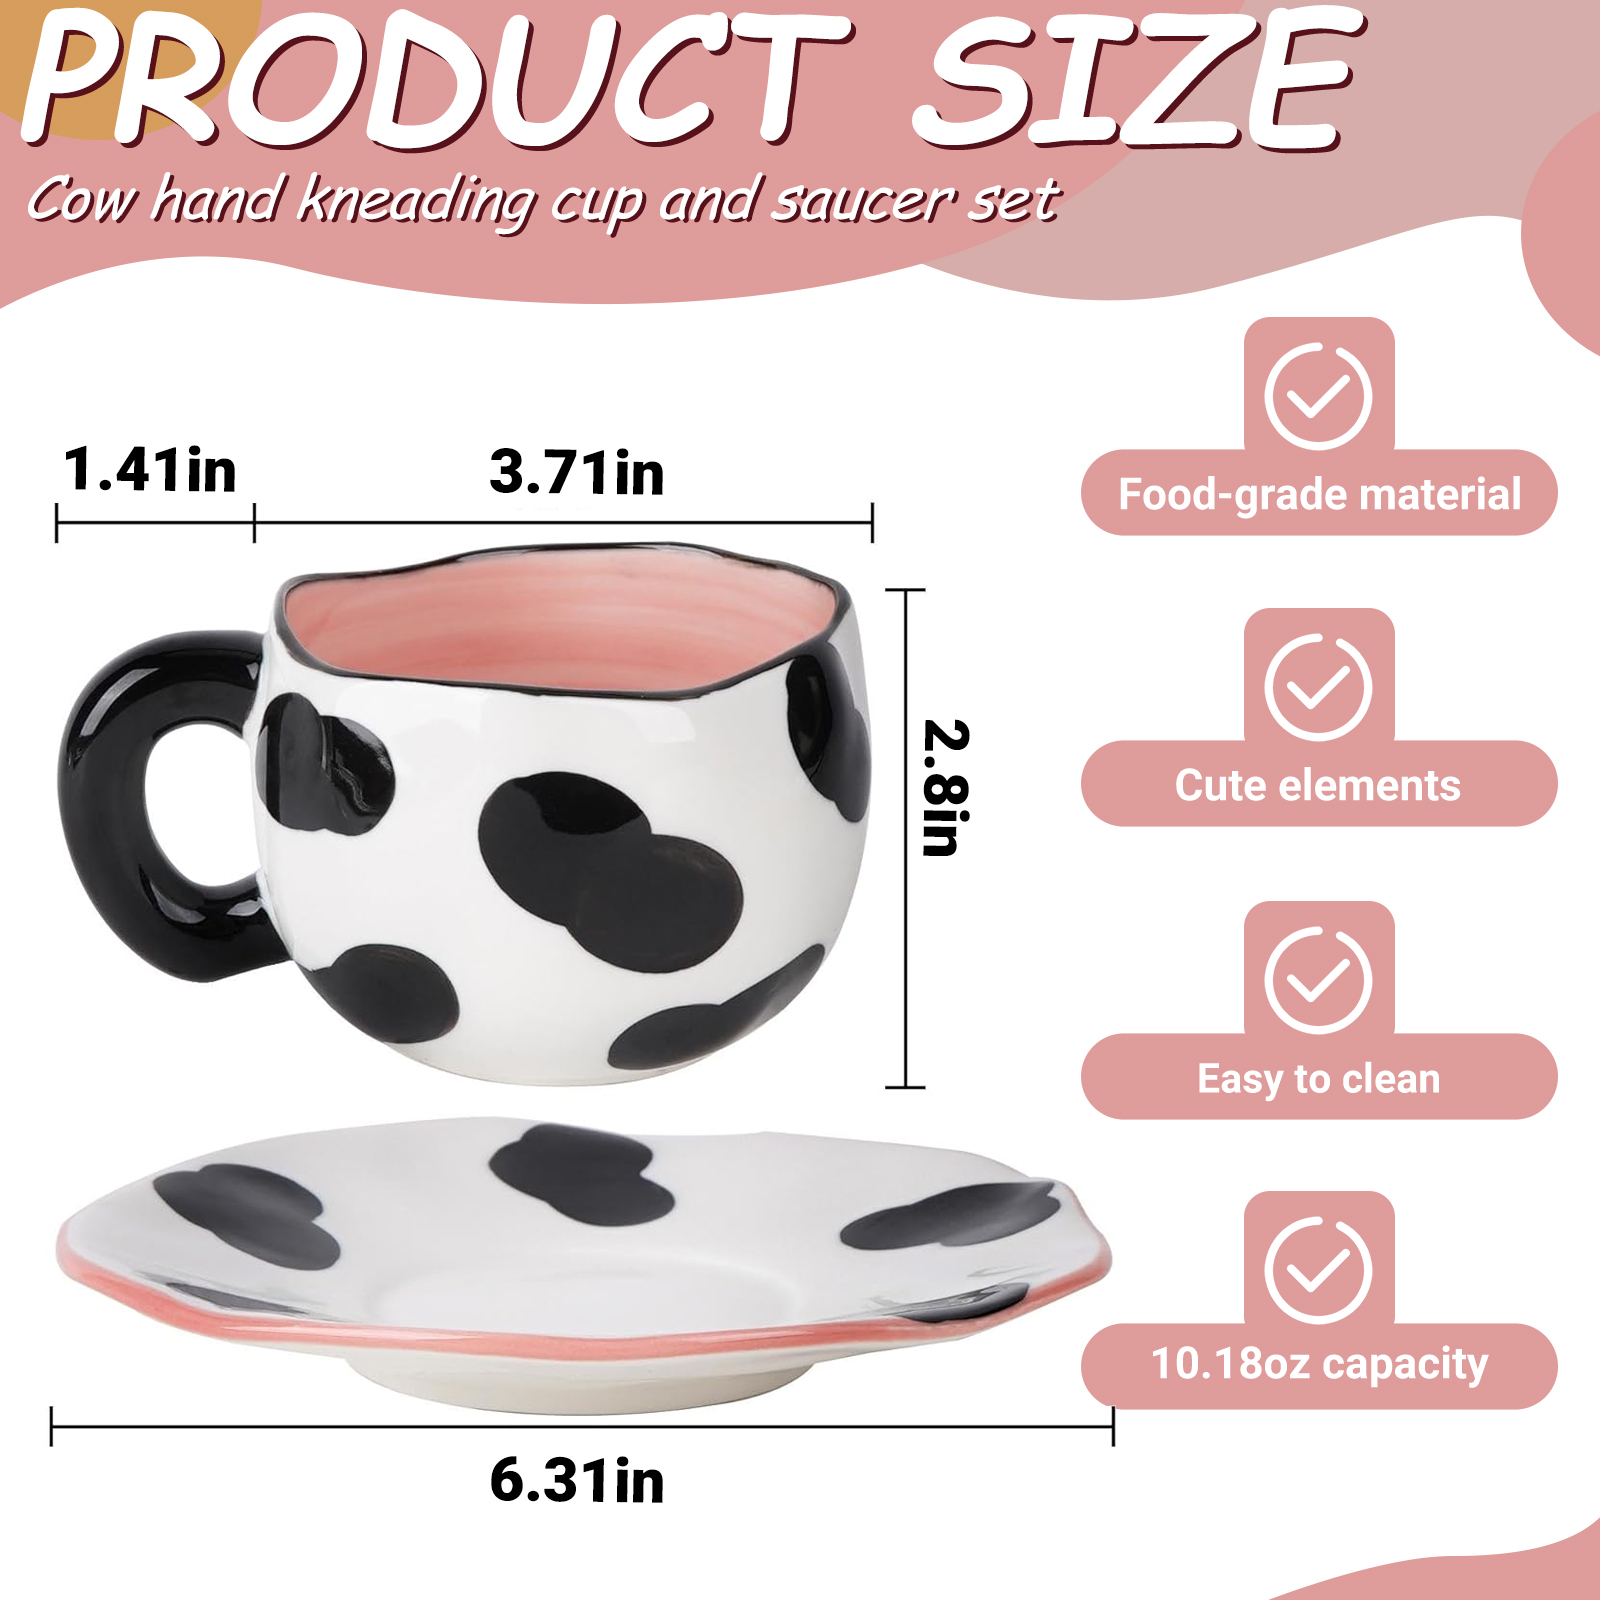 PRODUCT SIZE
Cow hand kneading cup and saucer set
1.41in
3.71in
Food-grade material
2.8in
Cute elements
Easy to clean
10.18oz capacity
6.31in